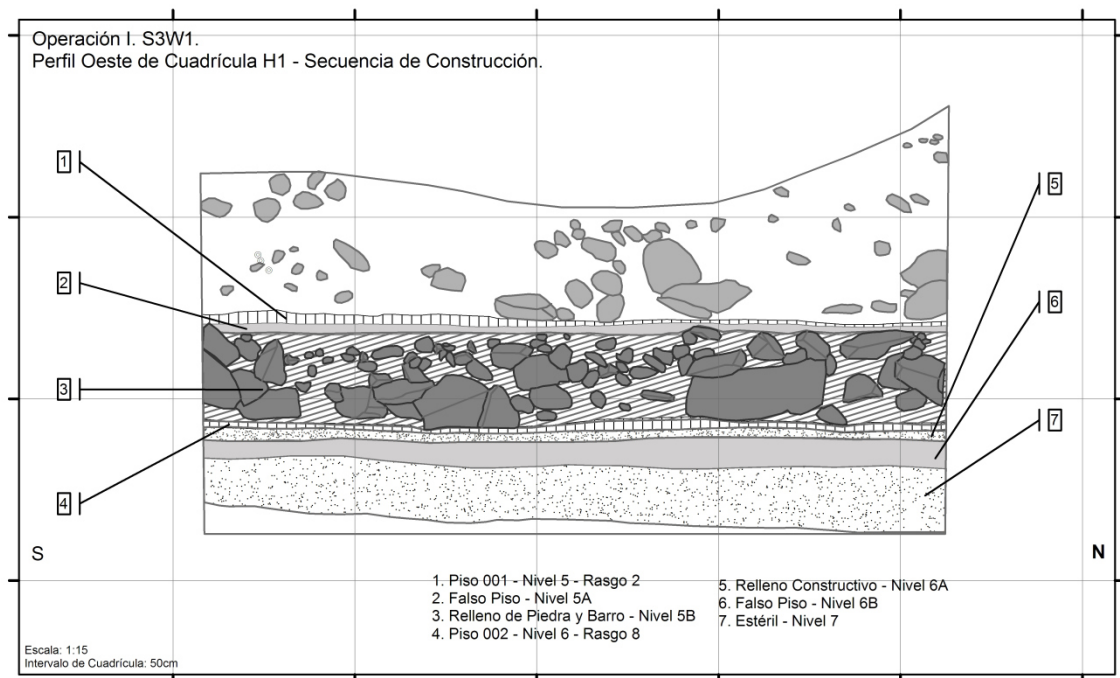 Operación I. S3W1.
Perfil Oeste de Cuadrícula H1 - Secuencia de Construcción.
1
2
3
4
5
6
7
S
N
1. Piso 001 - Nivel 5 - Rasgo 2
2. Falso Piso - Nivel 5A
3. Relleno de Piedra y Barro - Nivel 5B
4. Piso 002 - Nivel 6 - Rasgo 8
5. Relleno Constructivo - Nivel 6A
6. Falso Piso - Nivel 6B
7. Estéril - Nivel 7
Escala: 1:15
Intervalo de Cuadrícula: 50cm